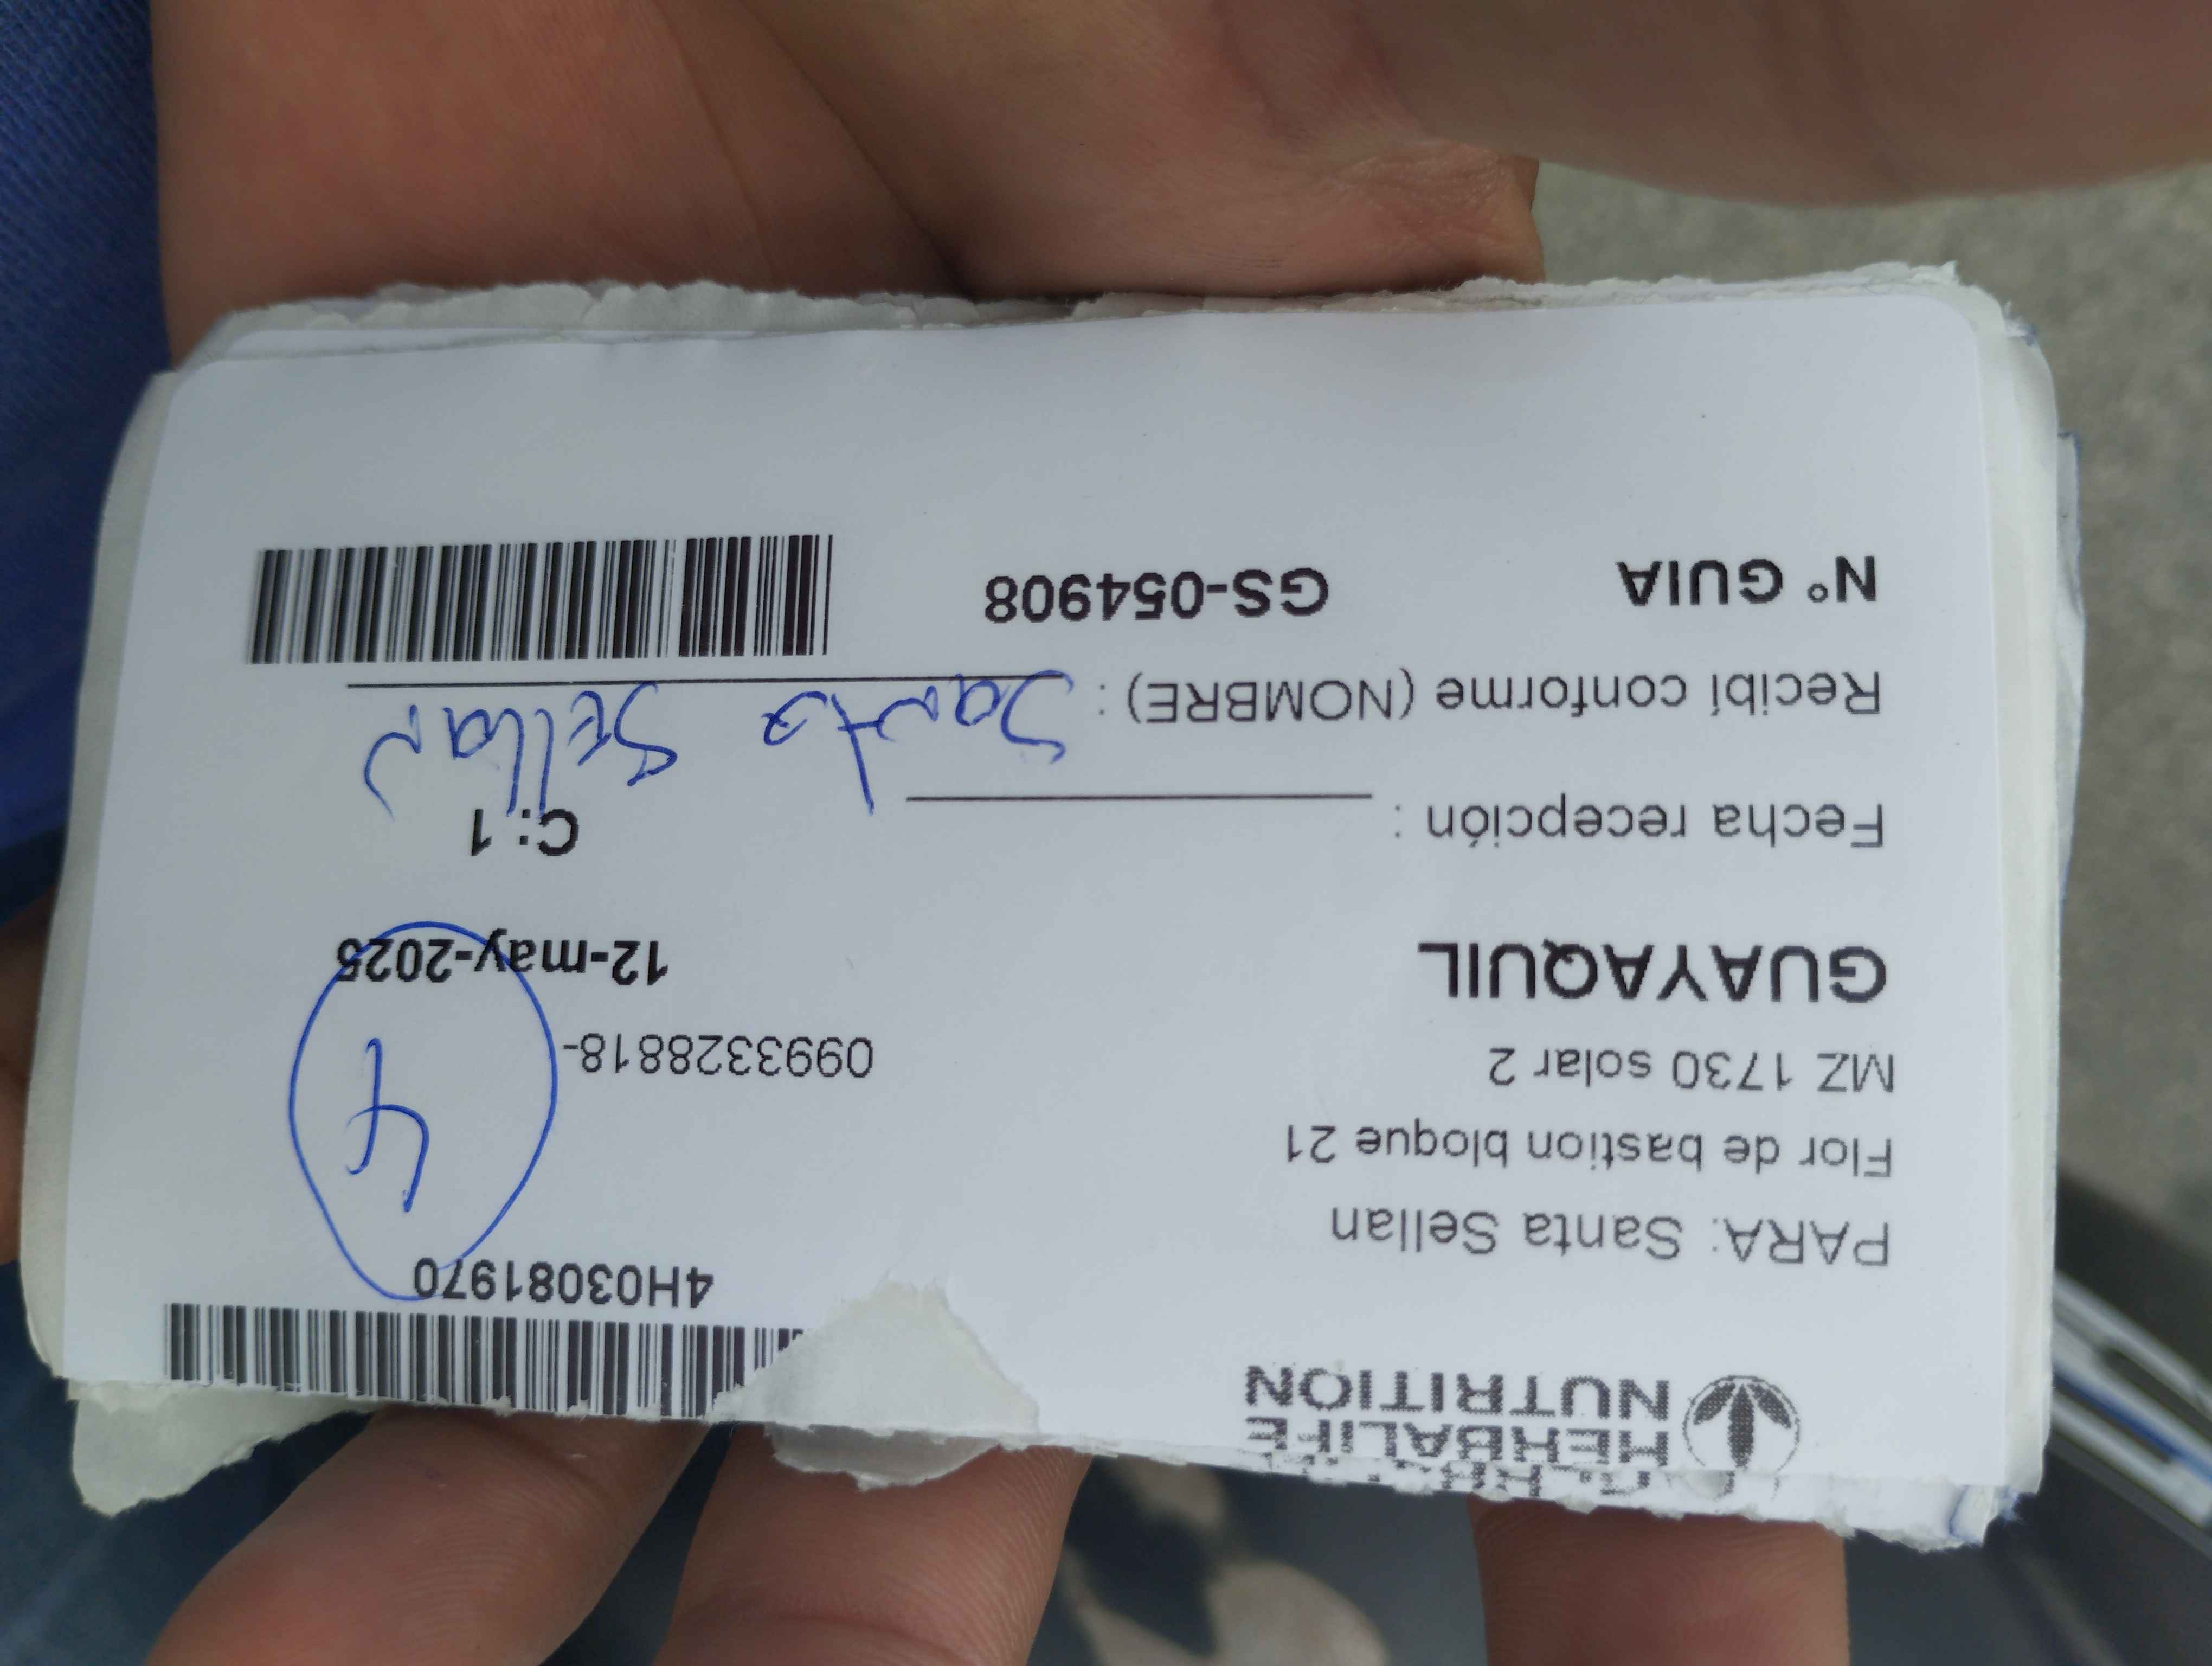 HERBALIFE
NUTRITION
4H03081970
PARA: Santa Sellan
Flor de bastion bloque 21
4
MZ 1730 solar 2
0993328818-
GUAYAQUIL
12-may-2025
Fecha recepción :
C: 1
Recibí conforme (NOMBRE) : Santa Sellan
N° GUIA GS-054908